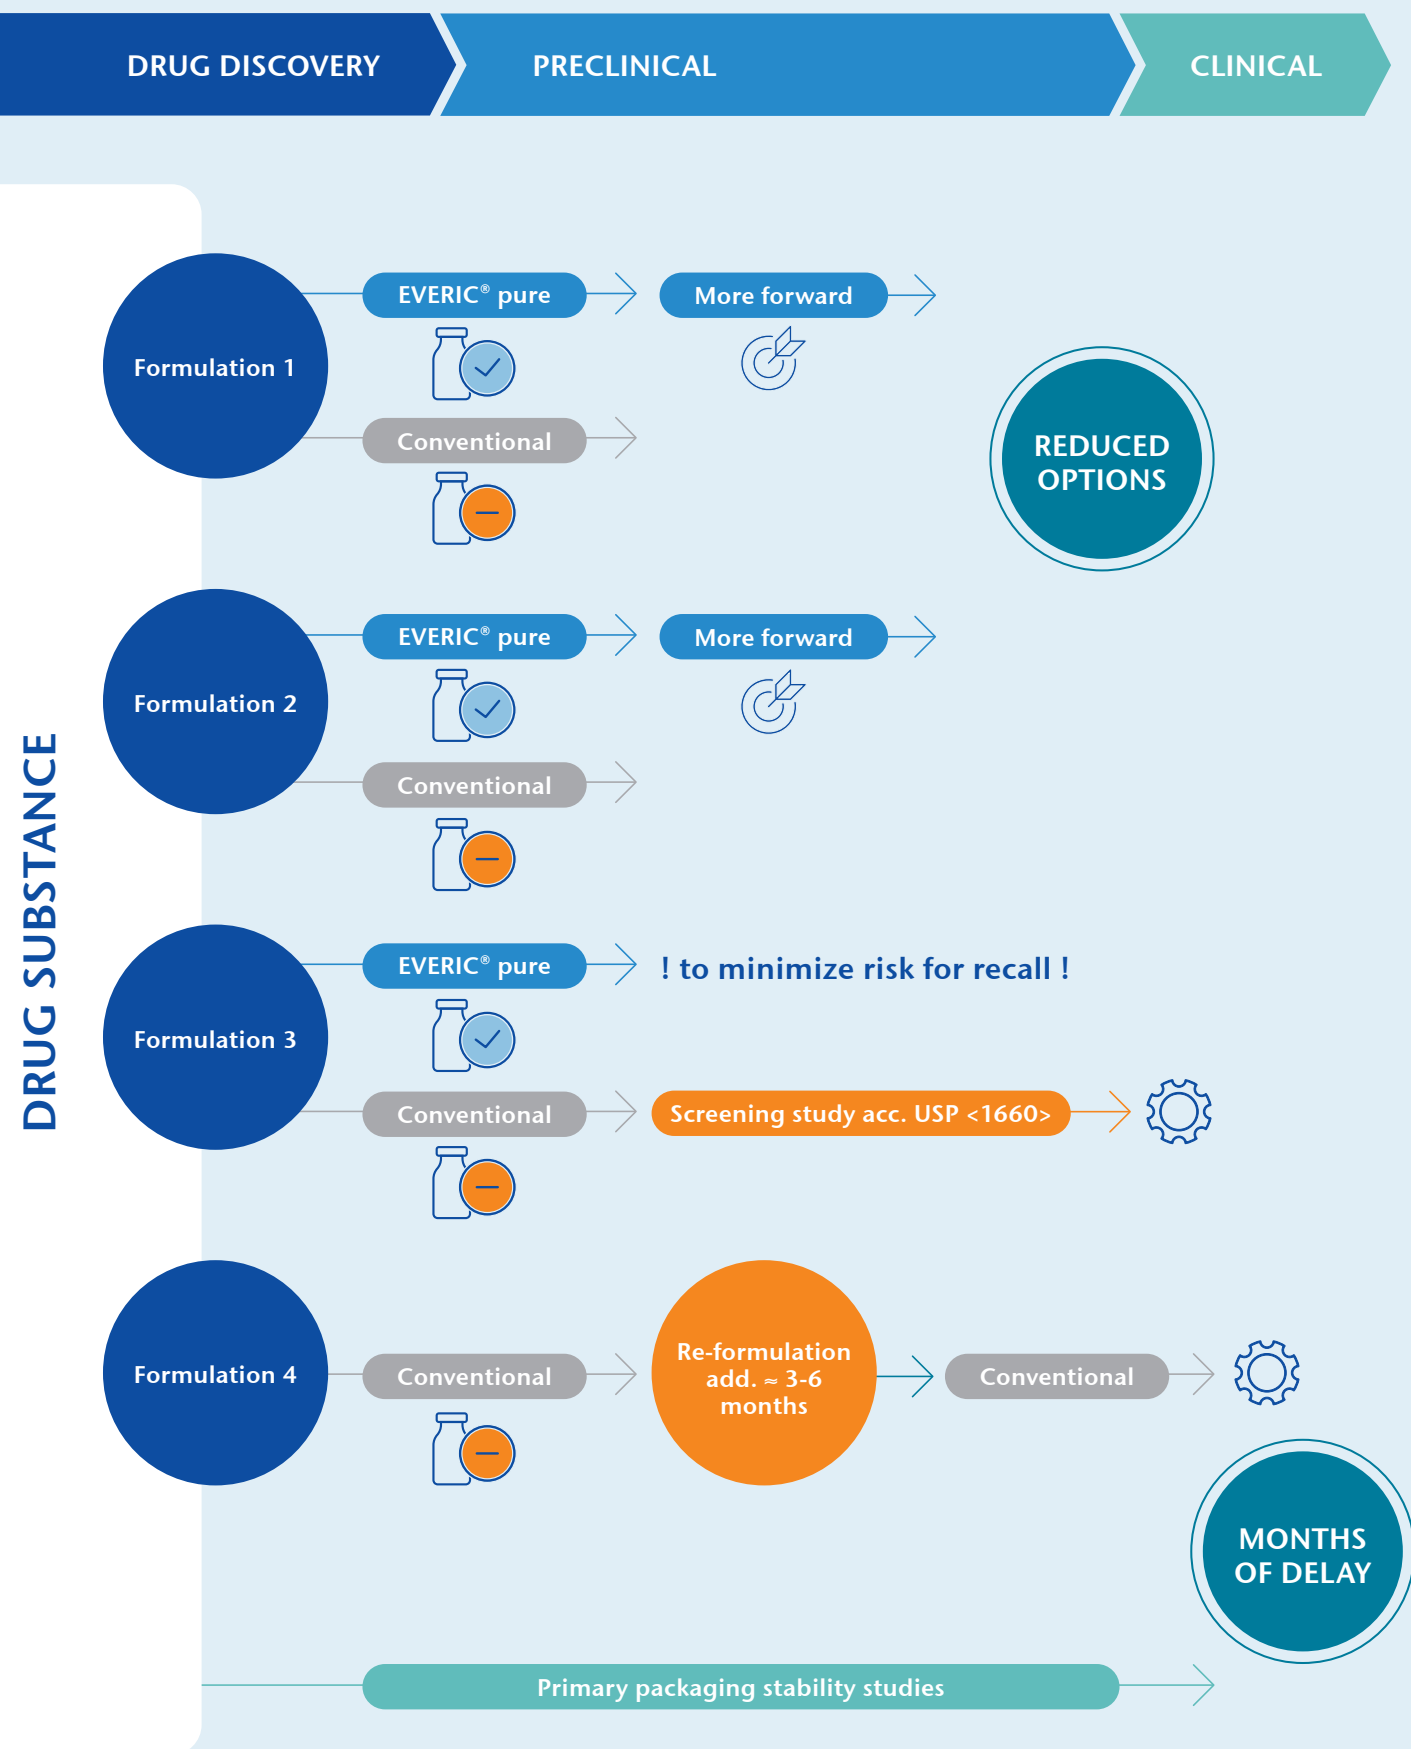 DRUG DISCOVERY
PRECLINICAL
CLINICAL
DRUG SUBSTANCE
Formulation 1
EVERIC® pure
More forward
Conventional
REDUCED
OPTIONS
Formulation 2
EVERIC® pure
More forward
Conventional
Formulation 3
EVERIC® pure
! to minimize risk for recall !
Conventional
Screening study acc. USP <1660>
Formulation 4
Conventional
Re-formulation
add. ≈ 3-6
months
Conventional
MONTHS
OF DELAY
Primary packaging stability studies